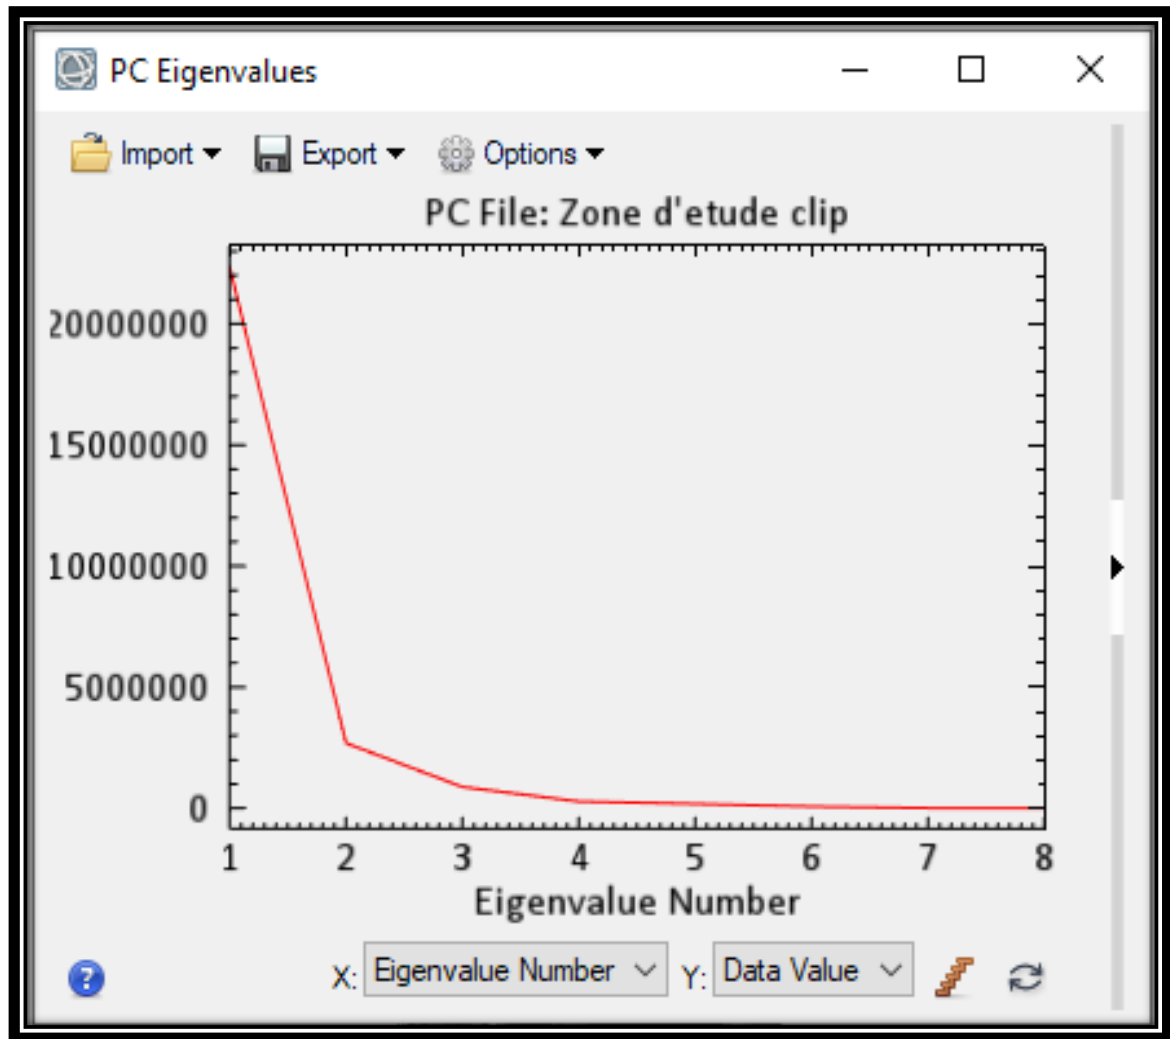 PC Eigenvalues
Import Export Options
PC File: Zone d'etude clip
20000000
15000000
10000000
5000000
0
1 2 3 4 5 6 7 8
Eigenvalue Number
? X: Eigenvalue Number Y: Data Value